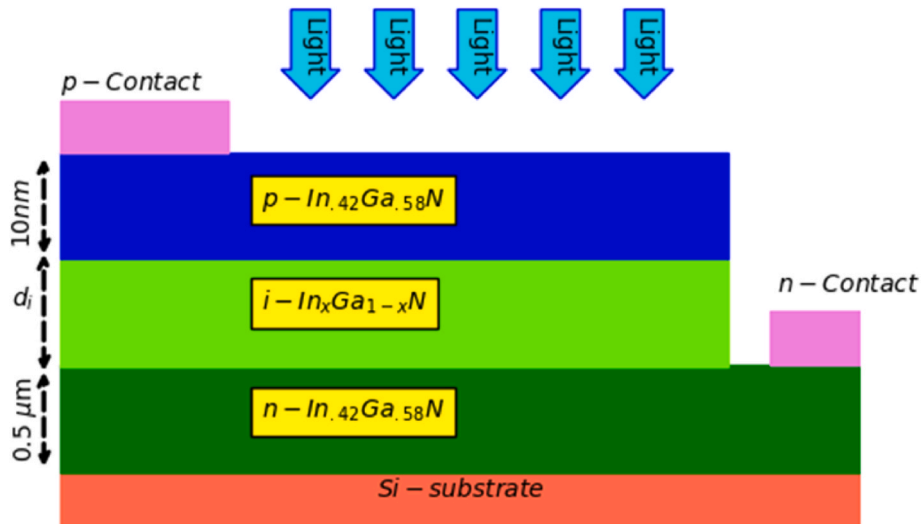 Light Light Light Light Light
p − Contact
10nm
p − In.42Ga.58N
di
i − InxGa1−xN
n − Contact
0.5 μm
n − In.42Ga.58N
Si − substrate